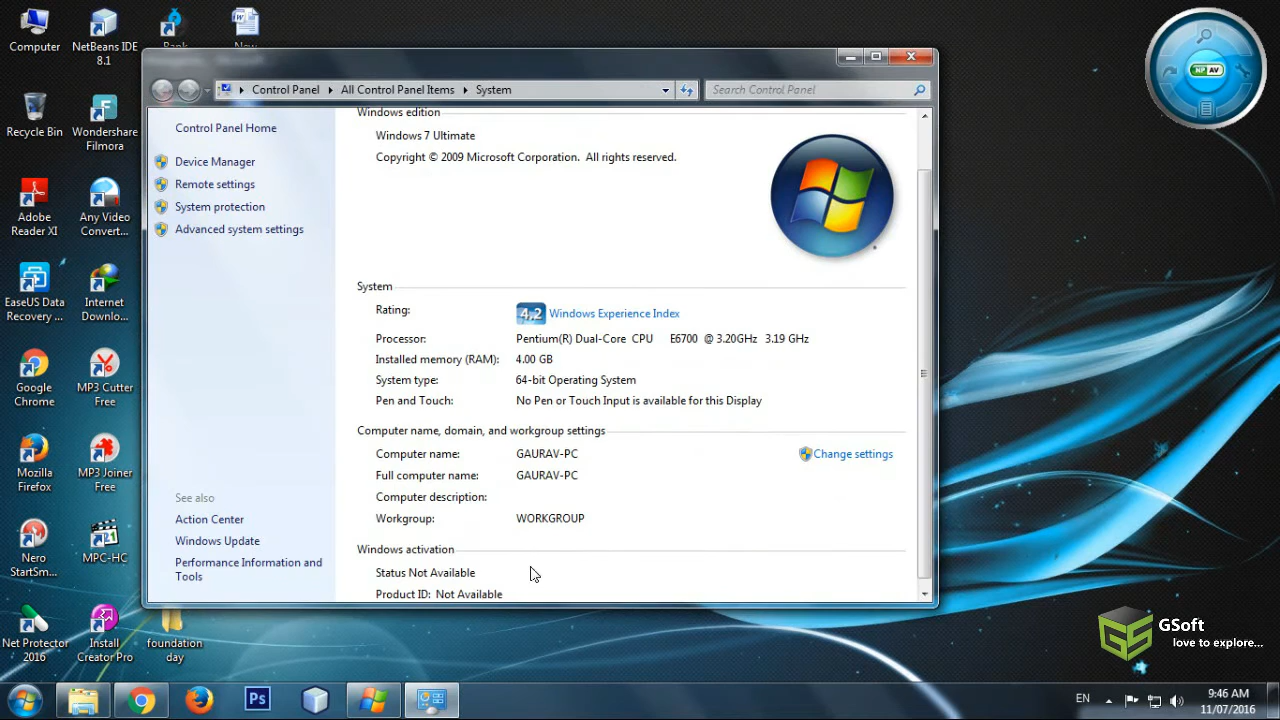 Computer
NetBeans IDE
8.1
Bank
New
Recycle Bin
Wondershare
Filmora
Adobe
Reader XI
Any Video
Convert...
EaseUS Data
Recovery ...
Internet
Downlo...
Google
Chrome
MP3 Cutter
Free
Mozilla
Firefox
MP3 Joiner
Free
Nero
StartSm...
MPC-HC
21
Net Protector
2016
Install
Creator Pro
foundation
day
Control Panel
All Control Panel Items
System
Search Control Panel
Control Panel Home
Device Manager
Remote settings
System protection
Advanced system settings
See also
Action Center
Windows Update
Performance Information and
Tools
Windows edition
Windows 7 Ultimate
Copyright © 2009 Microsoft Corporation. All rights reserved.
System
Rating:
4.2 Windows Experience Index
Processor: Pentium(R) Dual-Core CPU E6700 @ 3.20GHz 3.19 GHz
Installed memory (RAM): 4.00 GB
System type: 64-bit Operating System
Pen and Touch: No Pen or Touch Input is available for this Display
Computer name, domain, and workgroup settings
Computer name: GAURAV-PC
Change settings
Full computer name: GAURAV-PC
Computer description:
Workgroup: WORKGROUP
Windows activation
Status Not Available
Product ID: Not Available
NP AV
GSoft
love to explore...
Ps
EN
9:46 AM
11/07/2016